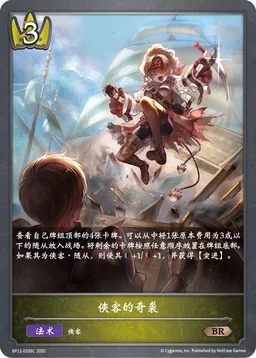 3
查看自己牌组顶部的4张卡牌。可以从中将1张原本费用为3或以
下的随从放入战场。将剩余的卡牌按照任意顺序放置在牌组底部。
如果其为侠客·随从，则使其 +1/ +1，并获得【突进】。
侠客的奇袭
法术 侠客 BR
© Cygames, Inc. Published by NetEase Games